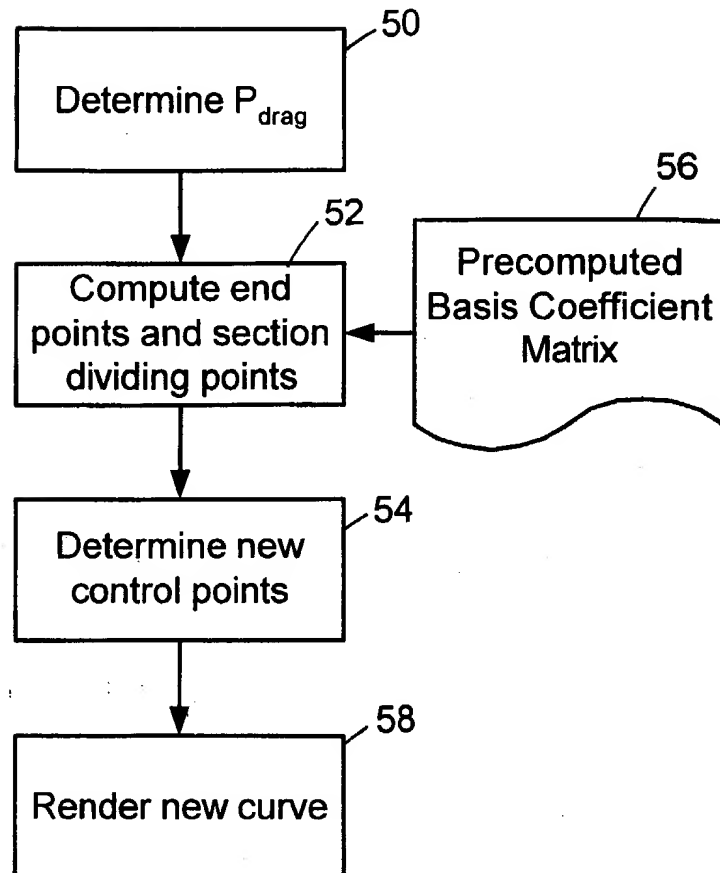 50
Determine Pdrag
52
56
Compute end
points and section
dividing points
Precomputed
Basis Coefficient
Matrix
54
Determine new
control points
58
Render new curve